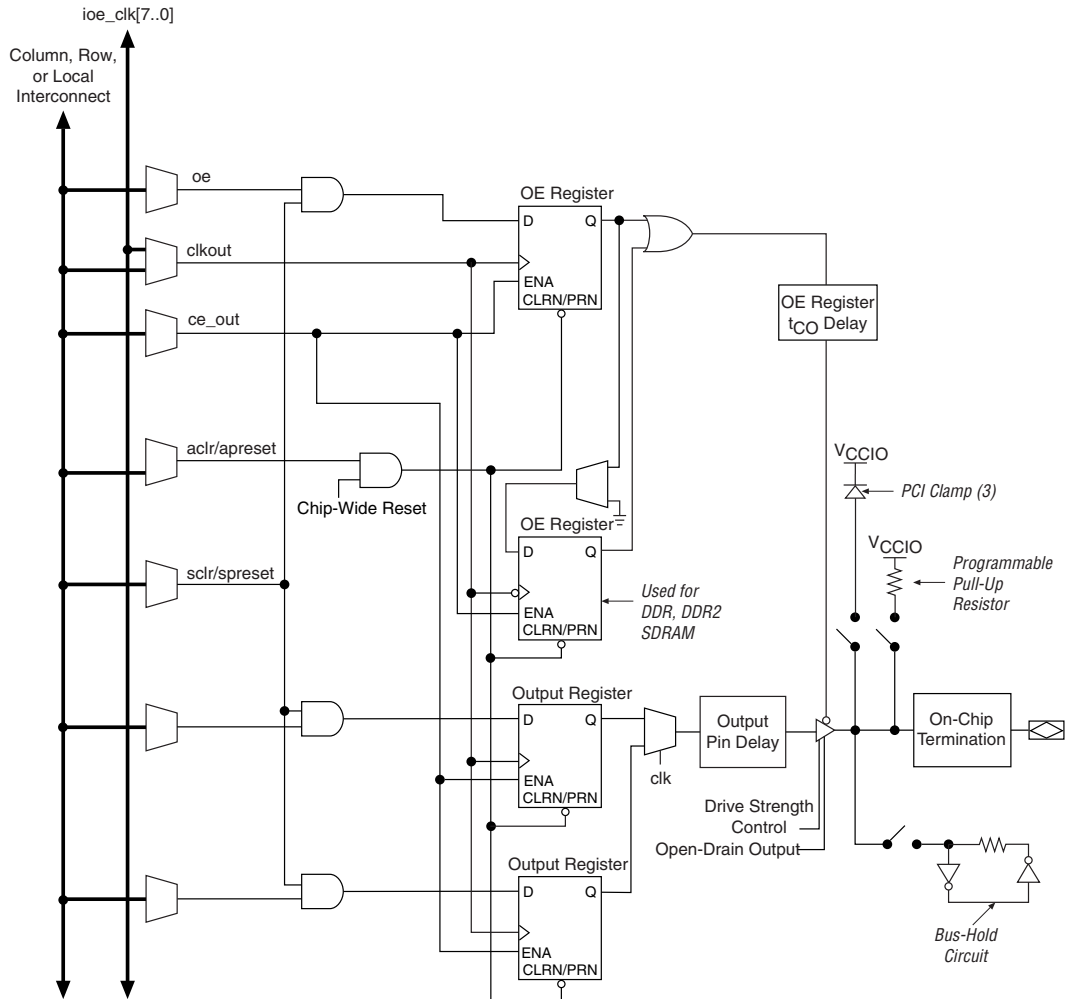 ioe_clk[7..0]
Column, Row,
or Local
Interconnect
oe
OE Register
D
Q
clkout
ENA
CLRN/PRN
OE Register
tCO Delay
ce_out
aclr/apreset
Chip-Wide Reset
VCCIO
PCI Clamp (3)
OE Register
D
Q
VCCIO
Programmable
Pull-Up
Resistor
sclr/spreset
ENA
CLRN/PRN
Used for
DDR, DDR2
SDRAM
Output Register
D
Q
ENA
CLRN/PRN
clk
Output
Pin Delay
On-Chip
Termination
Drive Strength
Control
Open-Drain Output
Output Register
D
Q
ENA
CLRN/PRN
Bus-Hold
Circuit